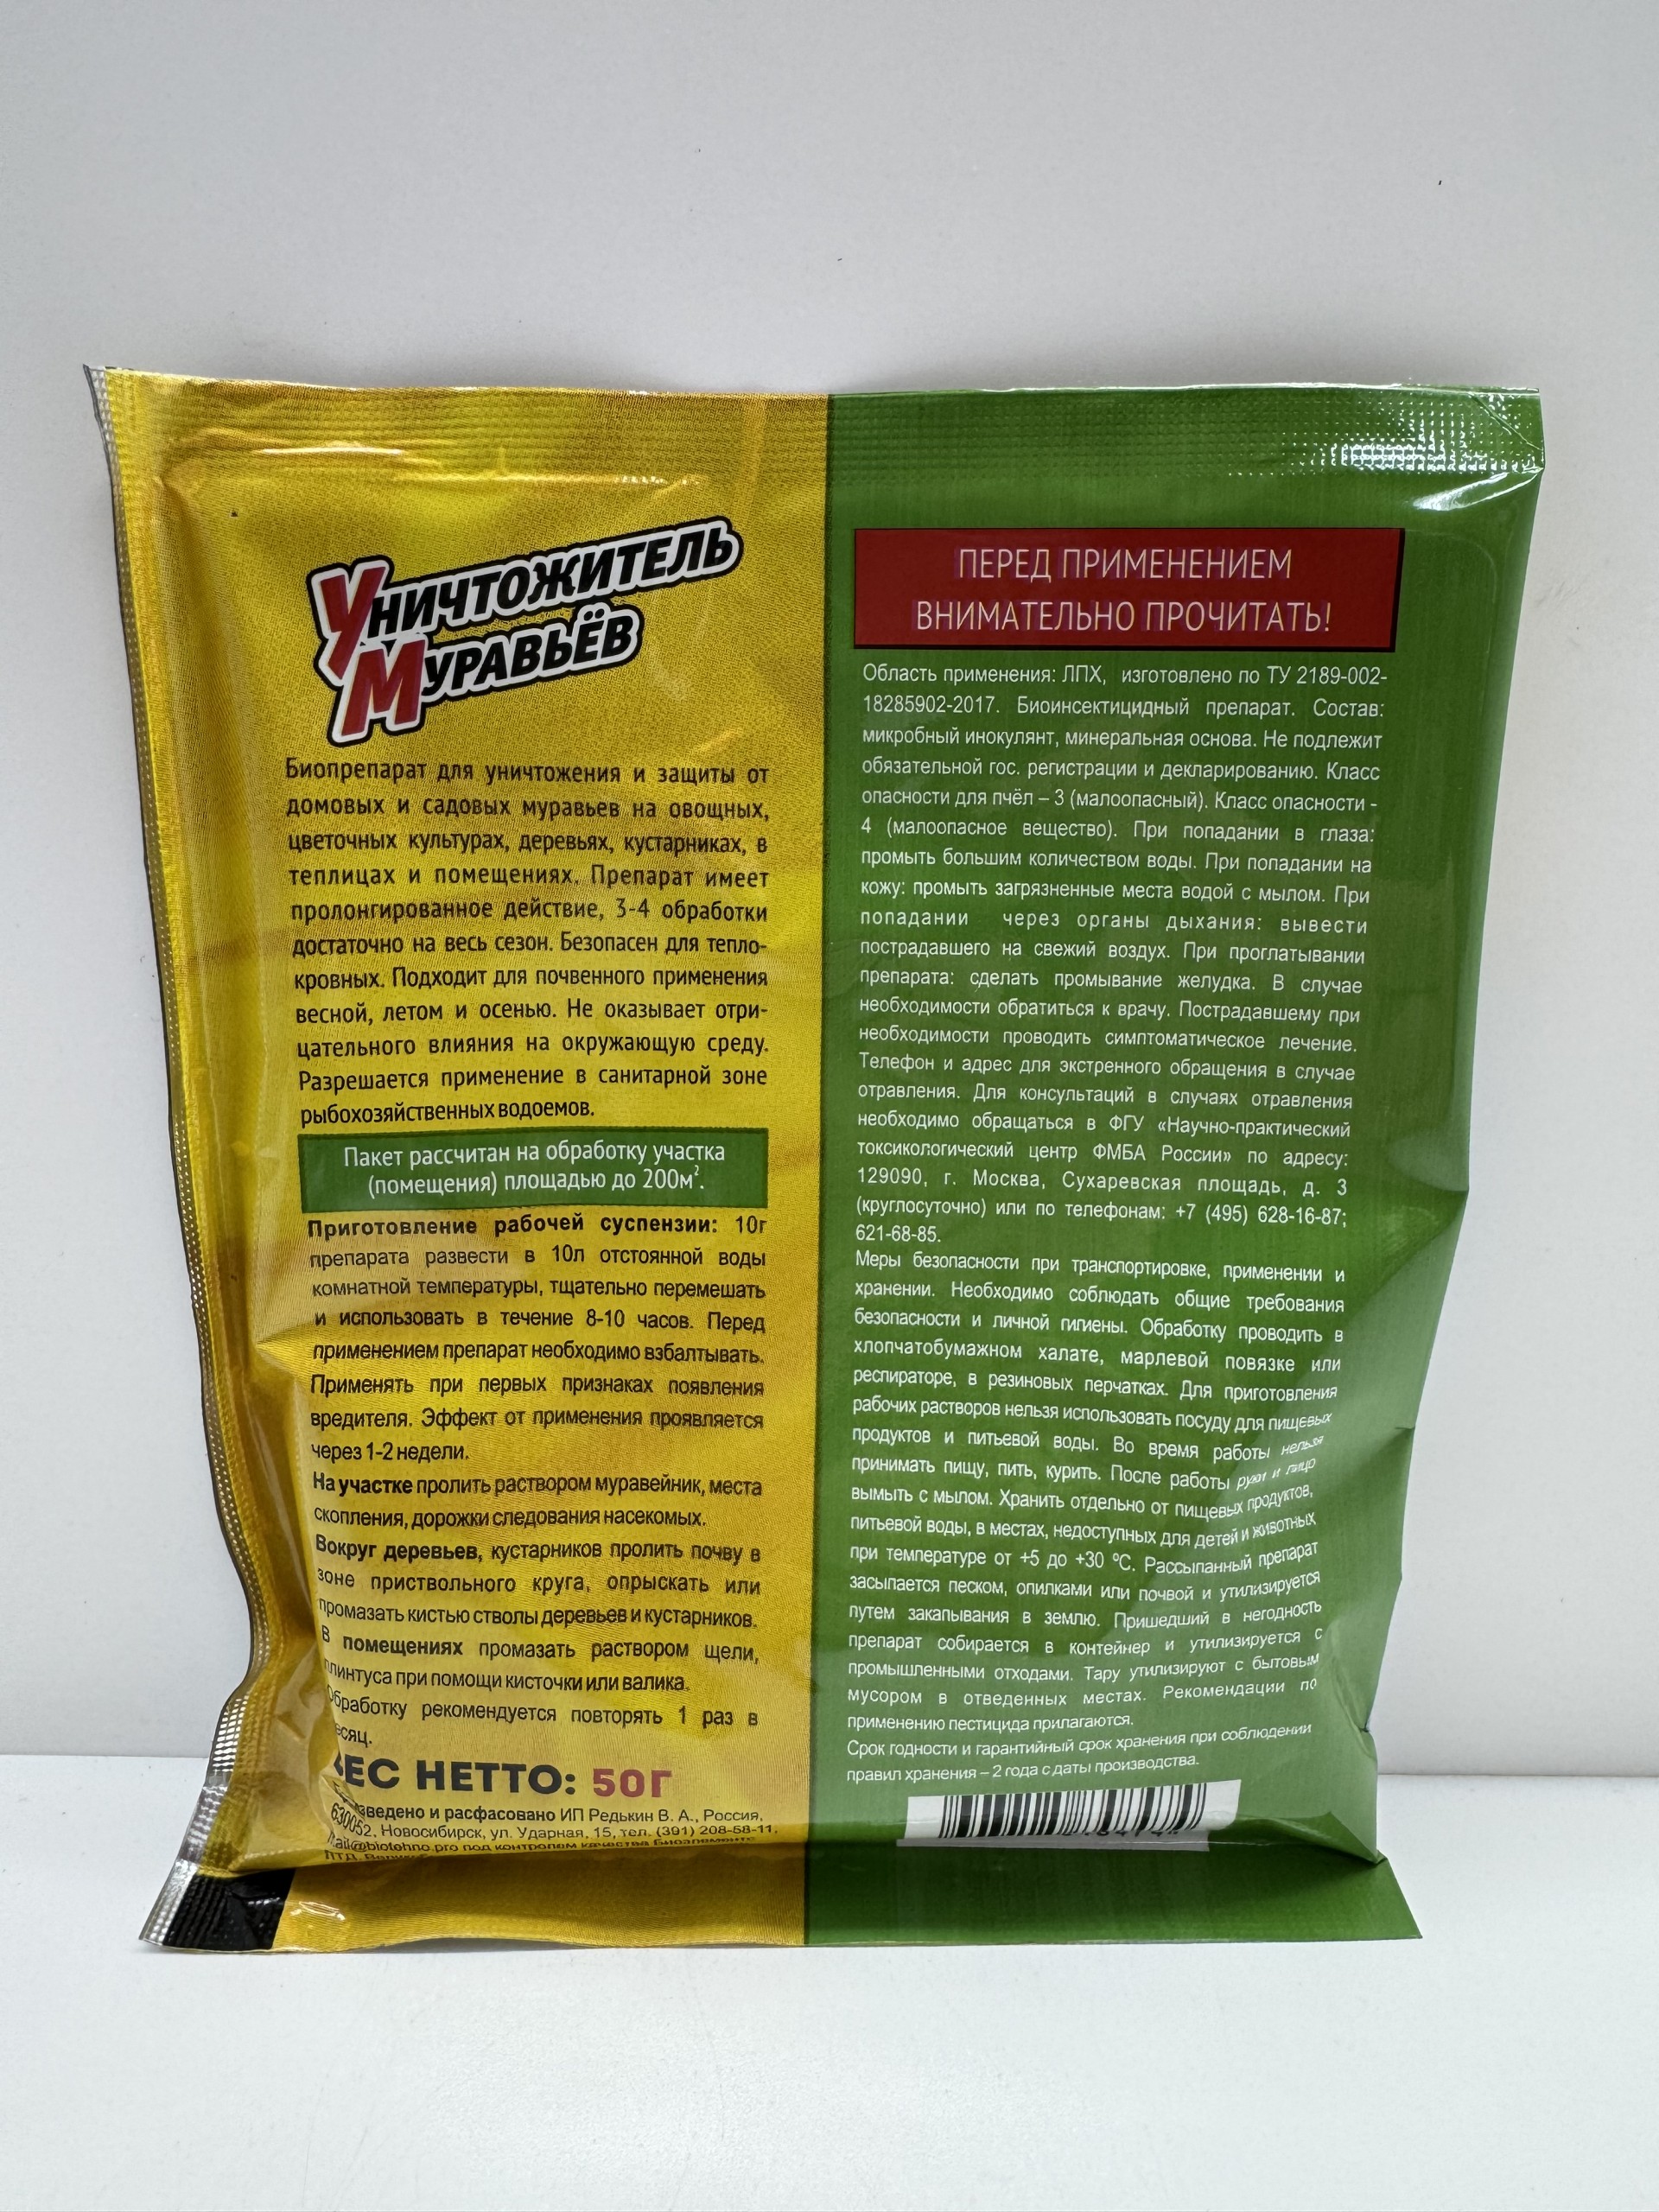 Уничтожитель
Муравьёв
Биопрепарат для уничтожения и защиты от
домовых и садовых муравьев на овощных,
цветочных культурах, деревьях, кустарниках, в
теплицах и помещениях. Препарат имеет
пролонгированное действие, 3-4 обработки
достаточно на весь сезон. Безопасен для тепло-
кровных. Подходит для почвенного применения
весной, летом и осенью. Не оказывает отри-
цательного влияния на окружающую среду.
Разрешается применение в санитарной зоне
рыбохозяйственных водоемов.
Пакет рассчитан на обработку участка
(помещения) площадью до 200м².
Приготовление рабочей суспензии: 10г
препарата развести в 10л отстоянной воды
комнатной температуры, тщательно перемешать
и использовать в течение 8-10 часов. Перед
применением препарат необходимо взбалтывать.
Применять при первых признаках появления
вредителя. Эффект от применения проявляется
через 1-2 недели.
На участке пролить раствором муравейник, места
скопления, дорожки следования насекомых.
Вокруг деревьев, кустарников пролить почву в
зоне приствольного круга, опрыскать или
промазать кистью стволы деревьев и кустарников.
В помещениях промазать раствором щели,
плинтуса при помощи кисточки или валика.
Обработку рекомендуется повторять 1 раз в
есяц.
ВЕС НЕТТО: 50г
зведено и расфасовано ИП Редькин В. А., Россия,
630052, Новосибирск, ул. Ударная, 15, тел. (391) 208-58-11,
mail@biotehno.pro под контролем качества Биоэлементс
ЛТД,
ПЕРЕД ПРИМЕНЕНИЕМ
ВНИМАТЕЛЬНО ПРОЧИТАТЬ!
Область применения: ЛПХ, изготовлено по ТУ 2189-002-
18285902-2017. Биоинсектицидный препарат. Состав:
микробный инокулянт, минеральная основа. Не подлежит
обязательной гос. регистрации и декларированию. Класс
опасности для пчёл – 3 (малоопасный). Класс опасности -
4 (малоопасное вещество). При попадании в глаза:
промыть большим количеством воды. При попадании на
кожу: промыть загрязненные места водой с мылом. При
попадании через органы дыхания: вывести
пострадавшего на свежий воздух. При проглатывании
препарата: сделать промывание желудка. В случае
необходимости обратиться к врачу. Пострадавшему при
необходимости проводить симптоматическое лечение.
Телефон и адрес для экстренного обращения в случае
отравления. Для консультаций в случаях отравления
необходимо обращаться в ФГУ «Научно-практический
токсикологический центр ФМБА России» по адресу:
129090, г. Москва, Сухаревская площадь, д. 3
(круглосуточно) или по телефонам: +7 (495) 628-16-87;
621-68-85.
Меры безопасности при транспортировке, применении и
хранении. Необходимо соблюдать общие требования
безопасности и личной гигиены. Обработку проводить в
хлопчатобумажном халате, марлевой повязке или
респираторе, в резиновых перчатках. Для приготовления
рабочих растворов нельзя использовать посуду для пищевых
продуктов и питьевой воды. Во время работы нельзя
принимать пищу, пить, курить. После работы руки и лицо
вымыть с мылом. Хранить отдельно от пищевых продуктов,
питьевой воды, в местах, недоступных для детей и животных
при температуре от +5 до +30 ºС. Рассыпанный препарат
засыпается песком, опилками или почвой и утилизируется
путем закапывания в землю. Пришедший в негодность
препарат собирается в контейнер и утилизируется с
промышленными отходами. Тару утилизируют с бытовым
мусором в отведенных местах. Рекомендации по
применению пестицида прилагаются.
Срок годности и гарантийный срок хранения при соблюдении
правил хранения – 2 года с даты производства.